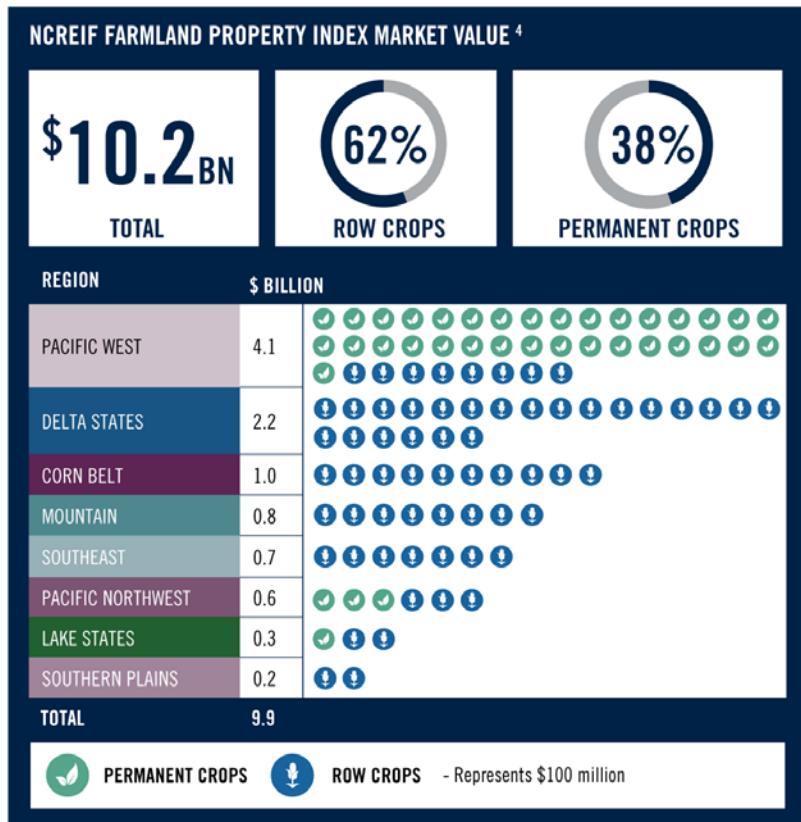 NCREIF FARMLAND PROPERTY INDEX MARKET VALUE 4
$10.2BN
TOTAL
62%
ROW CROPS
38%
PERMANENT CROPS
REGION $ BILLION
PACIFIC WEST 4.1
DELTA STATES 2.2
CORN BELT 1.0
MOUNTAIN 0.8
SOUTHEAST 0.7
PACIFIC NORTHWEST 0.6
LAKE STATES 0.3
SOUTHERN PLAINS 0.2
TOTAL 9.9
PERMANENT CROPS ROW CROPS - Represents $100 million